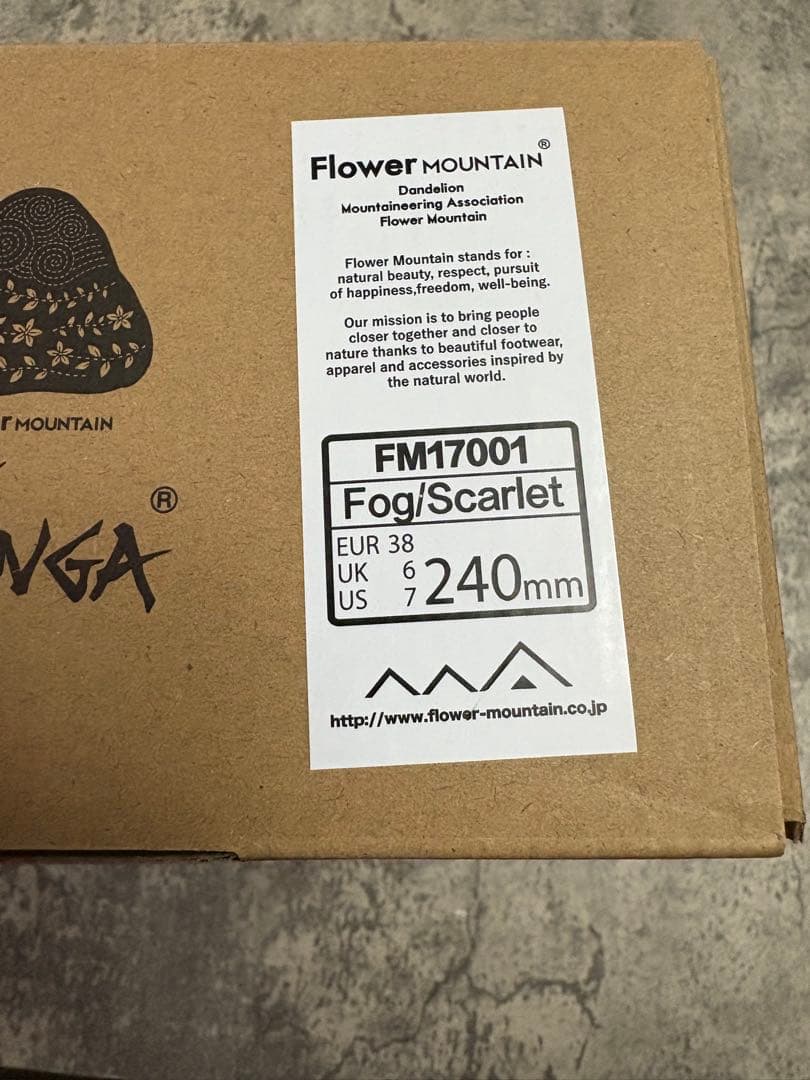 Flower MOUNTAIN®
Dandelion
Mountaineering Association
Flower Mountain
Flower Mountain stands for :
natural beauty, respect, pursuit
of happiness,freedom, well-being.
Our mission is to bring people
closer together and closer to
nature thanks to beautiful footwear,
apparel and accessories inspired by
the natural world.
FM17001
Fog/Scarlet
EUR 38
UK 6
US 7
240mm
http://www.flower-mountain.co.jp
r MOUNTAIN
NGA®